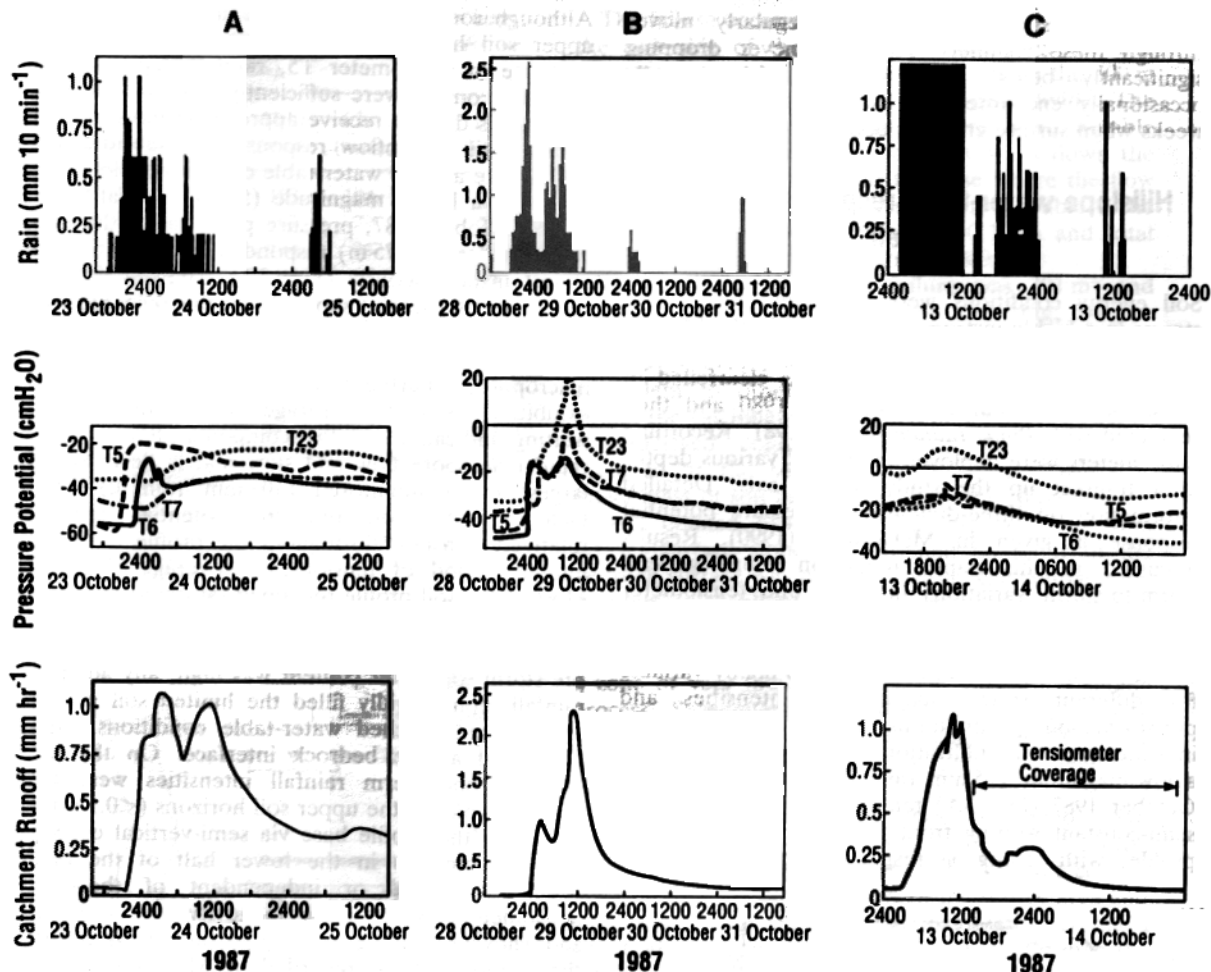 A B C
Rain (mm 10 min⁻¹)
1.0
0.75
0.5
0.25
0
2400 1200 2400 1200
23 October 24 October 25 October
2.5
2.0
1.5
1.0
0.5
0
2400 1200 2400 1200 2400 1200
28 October 29 October 30 October 31 October
1.0
0.75
0.5
0.25
0
2400 1200 2400 1200 2400
13 October 13 October
Pressure Potential (cmH₂O)
-20
-40
-60
T5 T23
T7
T6
2400 1200 2400 1200
23 October 24 October 25 October
20
0
-20
-40
T23
T7
T5
T6
2400 1200 2400 1200 2400 1200
28 October 29 October 30 October 31 October
20
0
-20
-40
T23
T7
T5
T6
1800 2400 0600 1200
13 October 14 October
Catchment Runoff (mm hr⁻¹)
1.0
0.75
0.5
0.25
0
2400 1200 2400 1200
23 October 24 October 25 October
1987
2.5
2.0
1.5
1.0
0.5
0
2400 1200 2400 1200 2400 1200
28 October 29 October 30 October 31 October
1987
1.00
0.75
0.50
0.25
0
Tensiometer
Coverage
2400 1200 2400 1200
13 October 14 October
1987